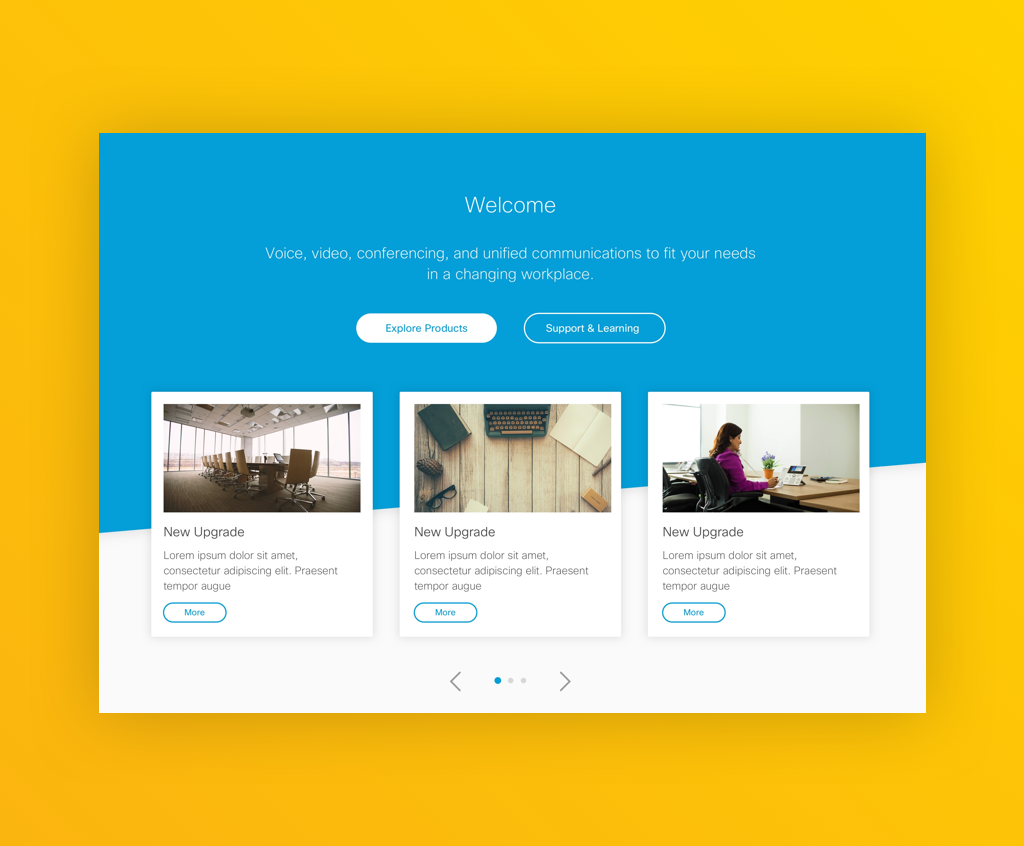 Welcome
Voice, video, conferencing, and unified communications to fit your needs
in a changing workplace.
Explore Products
Support & Learning
New Upgrade
Lorem ipsum dolor sit amet,
consectetur adipiscing elit. Praesent
tempor augue
More
New Upgrade
Lorem ipsum dolor sit amet,
consectetur adipiscing elit. Praesent
tempor augue
More
New Upgrade
Lorem ipsum dolor sit amet,
consectetur adipiscing elit. Praesent
tempor augue
More